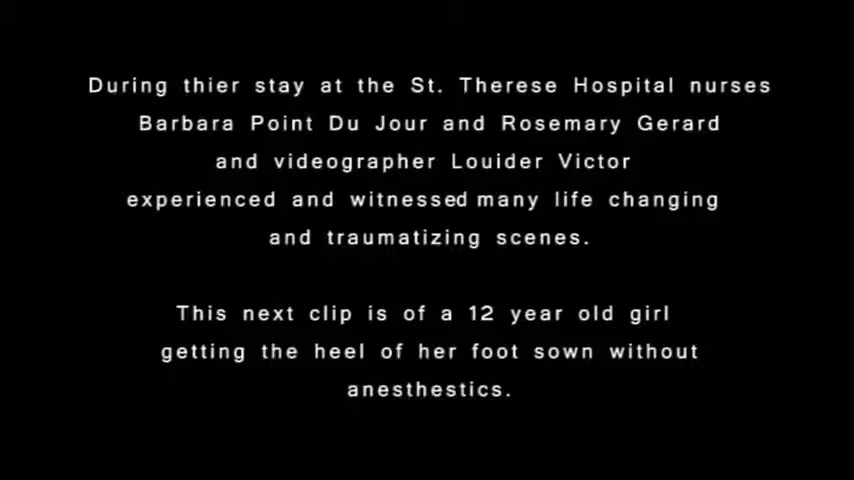 During thier stay at the St. Therese Hospital nurses
Barbara Point Du Jour and Rosemary Gerard
and videographer Louider Victor
experienced and witnessed many life changing
and traumatizing scenes.
This next clip is of a 12 year old girl
getting the heel of her foot sown without
anesthestics.